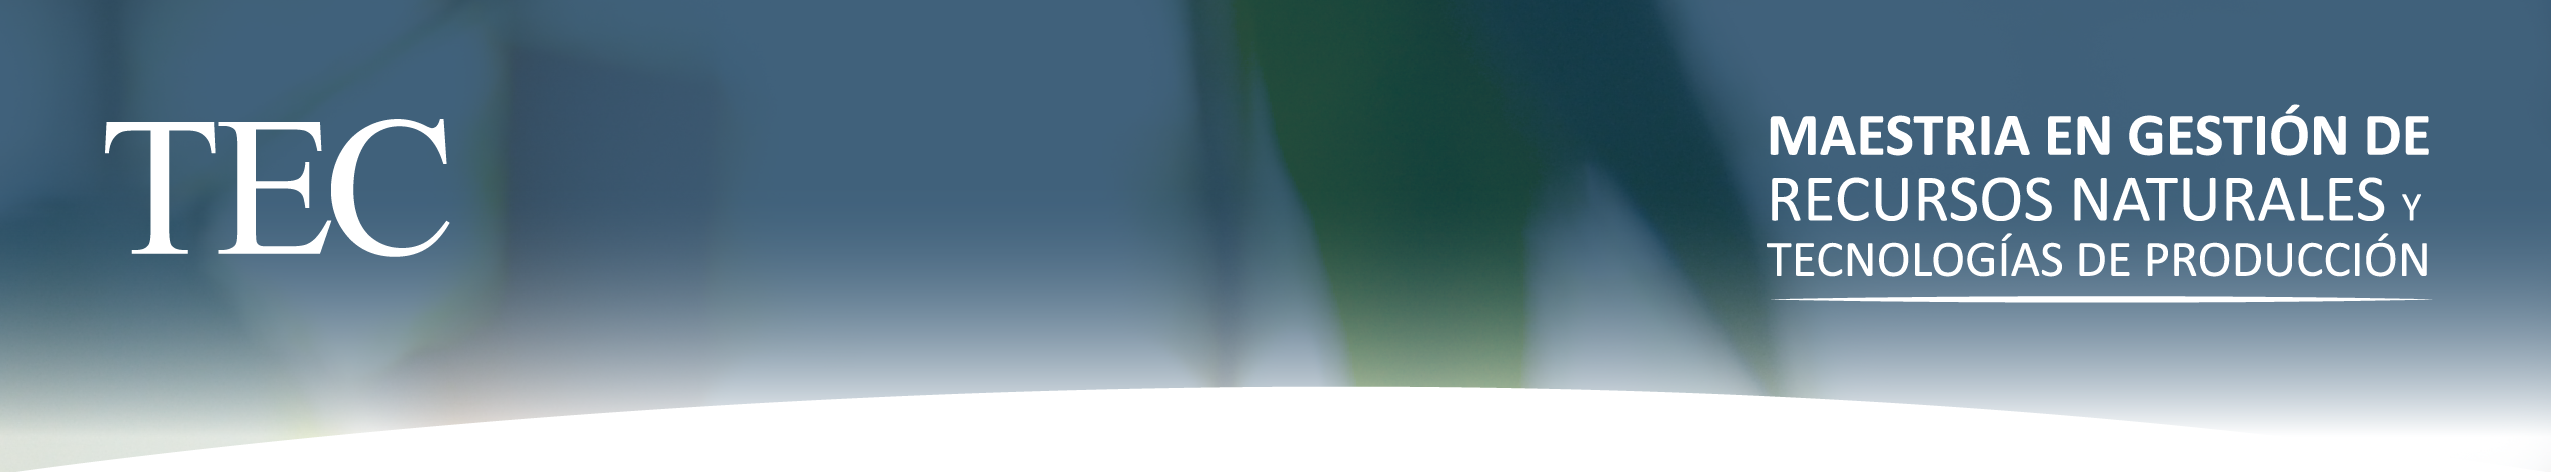 TEC
MAESTRIA EN GESTIÓN DE
RECURSOS NATURALES Y
TECNOLOGÍAS DE PRODUCCIÓN